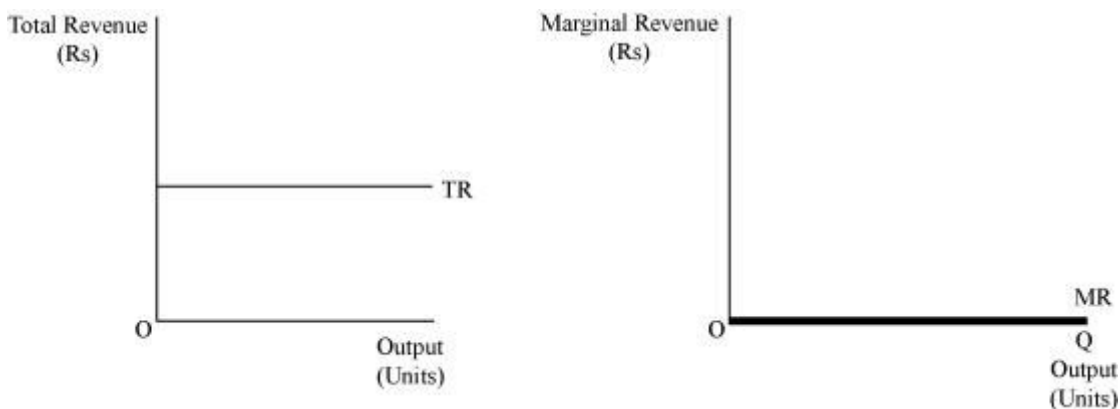 Total Revenue
(Rs)
TR
O
Output
(Units)
Marginal Revenue
(Rs)
MR
O
Q
Output
(Units)